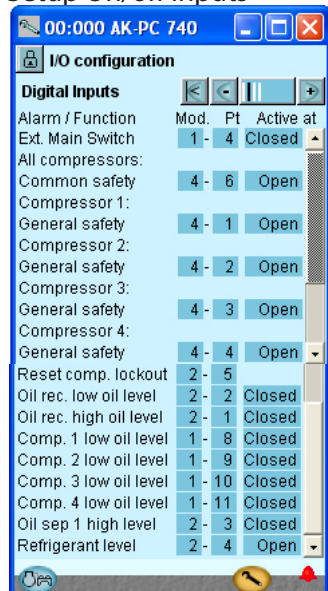 00:000 AK-PC 740
I/O configuration
Digital Inputs
Alarm / Function Mod. Pt Active at
Ext. Main Switch 1 - 4 Closed
All compressors:
Common safety 4 - 6 Open
Compressor 1:
General safety 4 - 1 Open
Compressor 2:
General safety 4 - 2 Open
Compressor 3:
General safety 4 - 3 Open
Compressor 4:
General safety 4 - 4 Open
Reset comp. lockout 2 - 5
Oil rec. low oil level 2 - 2 Closed
Oil rec. high oil level 2 - 1 Closed
Comp. 1 low oil level 1 - 8 Closed
Comp. 2 low oil level 1 - 9 Closed
Comp. 3 low oil level 1 - 10 Closed
Comp. 4 low oil level 1 - 11 Closed
Oil sep 1 high level 2 - 3 Closed
Refrigerant level 2 - 4 Open